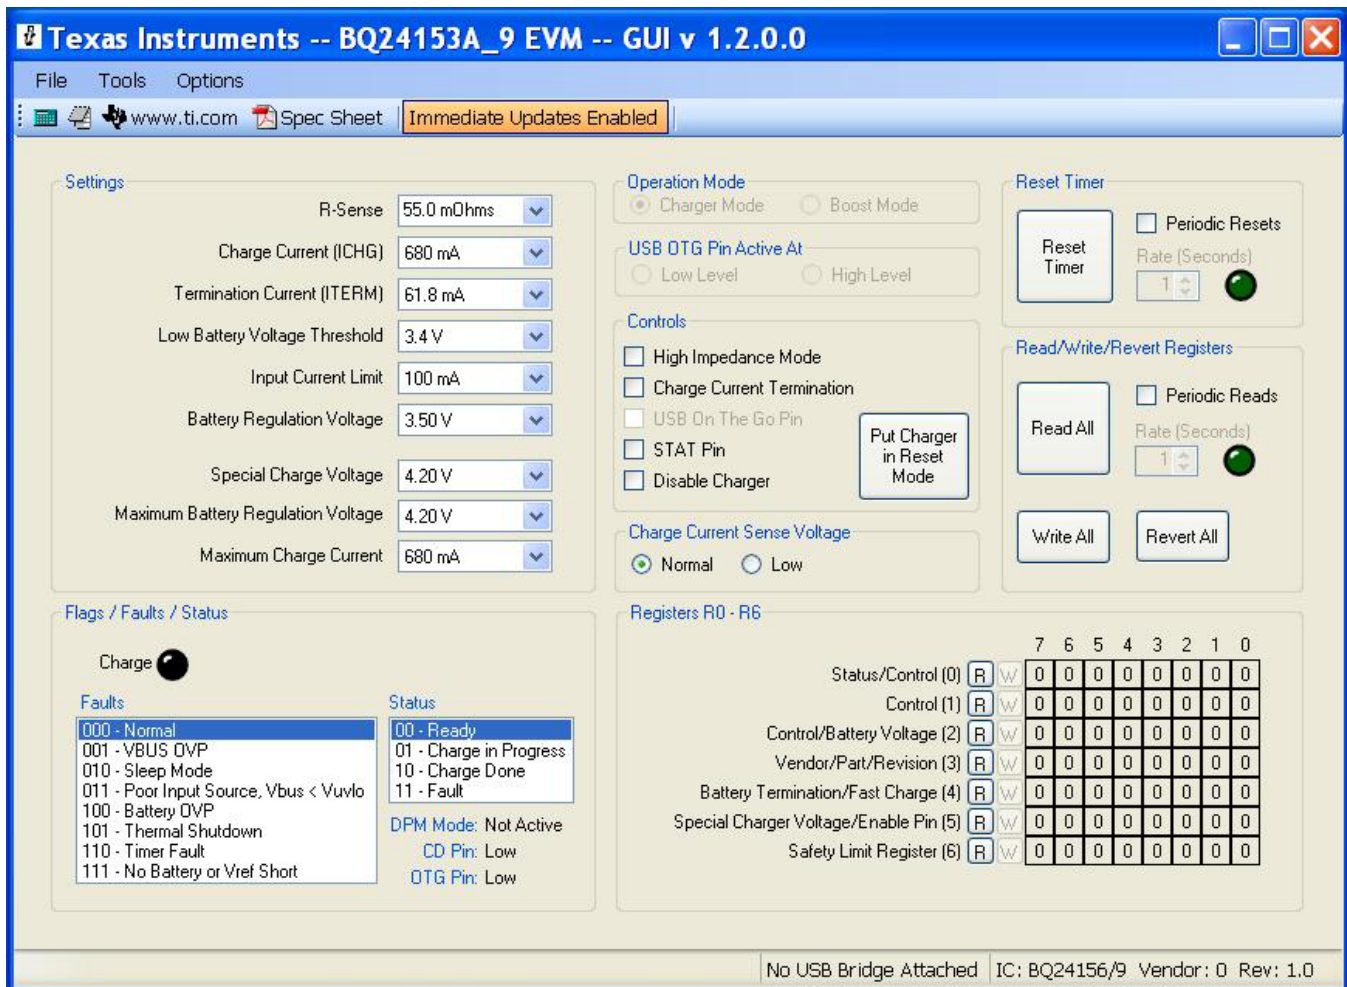 Texas Instruments -- BQ24153A_9 EVM -- GUI v 1.2.0.0
File Tools Options
www.ti.com Spec Sheet Immediate Updates Enabled
Settings
R-Sense 55.0 mOhms
Charge Current (ICHG) 680 mA
Termination Current (ITERM) 61.8 mA
Low Battery Voltage Threshold 3.4 V
Input Current Limit 100 mA
Battery Regulation Voltage 3.50 V
Special Charge Voltage 4.20 V
Maximum Battery Regulation Voltage 4.20 V
Maximum Charge Current 680 mA
Operation Mode
Charger Mode Boost Mode
USB OTG Pin Active At
Low Level High Level
Controls
High Impedance Mode
Charge Current Termination
USB On The Go Pin
STAT Pin
Disable Charger
Put Charger
in Reset
Mode
Charge Current Sense Voltage
Normal Low
Reset Timer
Reset
Timer
Periodic Resets
Rate (Seconds)
1
Read/Write/Revert Registers
Read All
Periodic Reads
Rate (Seconds)
1
Write All Revert All
Flags / Faults / Status
Charge
Faults
000 - Normal
001 - VBUS OVP
010 - Sleep Mode
011 - Poor Input Source, Vbus < Vuvlo
100 - Battery OVP
101 - Thermal Shutdown
110 - Timer Fault
111 - No Battery or Vref Short
Status
00 - Ready
01 - Charge in Progress
10 - Charge Done
11 - Fault
DPM Mode: Not Active
CD Pin: Low
OTG Pin: Low
Registers R0 - R6
7 6 5 4 3 2 1 0
Status/Control (0) R W 0 0 0 0 0 0 0 0
Control (1) R W 0 0 0 0 0 0 0 0
Control/Battery Voltage (2) R W 0 0 0 0 0 0 0 0
Vendor/Part/Revision (3) R W 0 0 0 0 0 0 0 0
Battery Termination/Fast Charge (4) R W 0 0 0 0 0 0 0 0
Special Charger Voltage/Enable Pin (5) R W 0 0 0 0 0 0 0 0
Safety Limit Register (6) R W 0 0 0 0 0 0 0 0
No USB Bridge Attached IC: BQ24156/9 Vendor: 0 Rev: 1.0